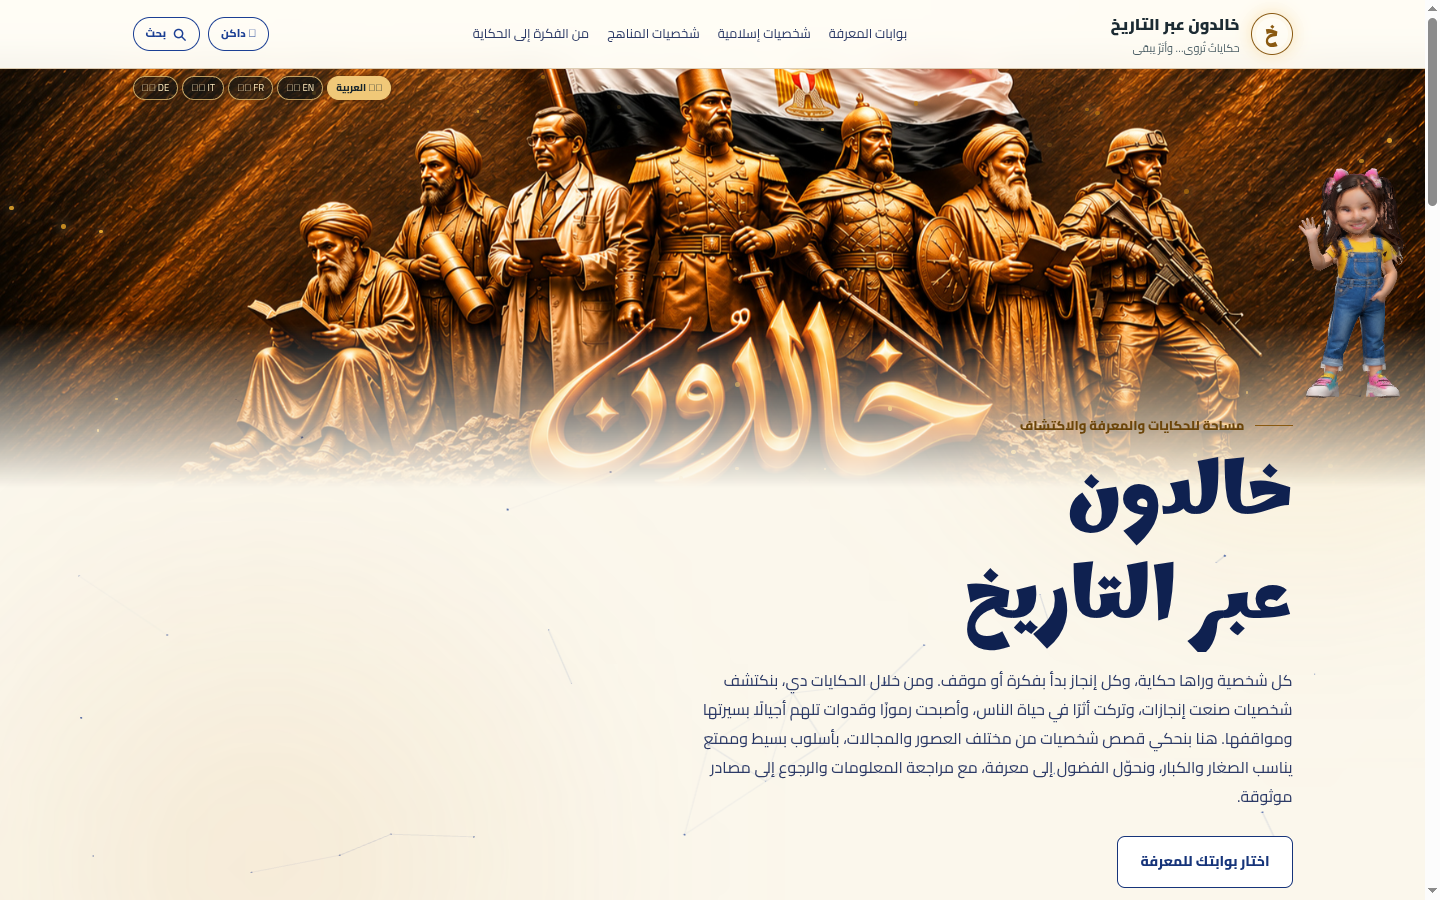 خالدون عبر التاريخ
حكاياتٌ تُروى... وأثرٌ يبقى
بوابات المعرفة
شخصيات إسلامية
شخصيات المناهج
من الفكرة إلى الحكاية
داكن
بحث
العربية
EN
FR
IT
DE
خ
خالدون
مساحة للحكايات والمعرفة والاكتشاف
خالدون
عبر التاريخ
كل شخصية وراها حكاية، وكل إنجاز بدأ بفكرة أو موقف. ومن خلال الحكايات دي، بنكتشف
شخصيات صنعت إنجازات، وتركت أثرًا في حياة الناس، وأصبحت رموزًا وقدوات تلهم أجيالًا بسيرتها
ومواقفها. هنا بنحكي قصص شخصيات من مختلف العصور والمجالات، بأسلوب بسيط وممتع
يناسب الصغار والكبار، ونحوّل الفضول إلى معرفة، مع مراجعة المعلومات والرجوع إلى مصادر
موثوقة.
اختار بوابتك للمعرفة